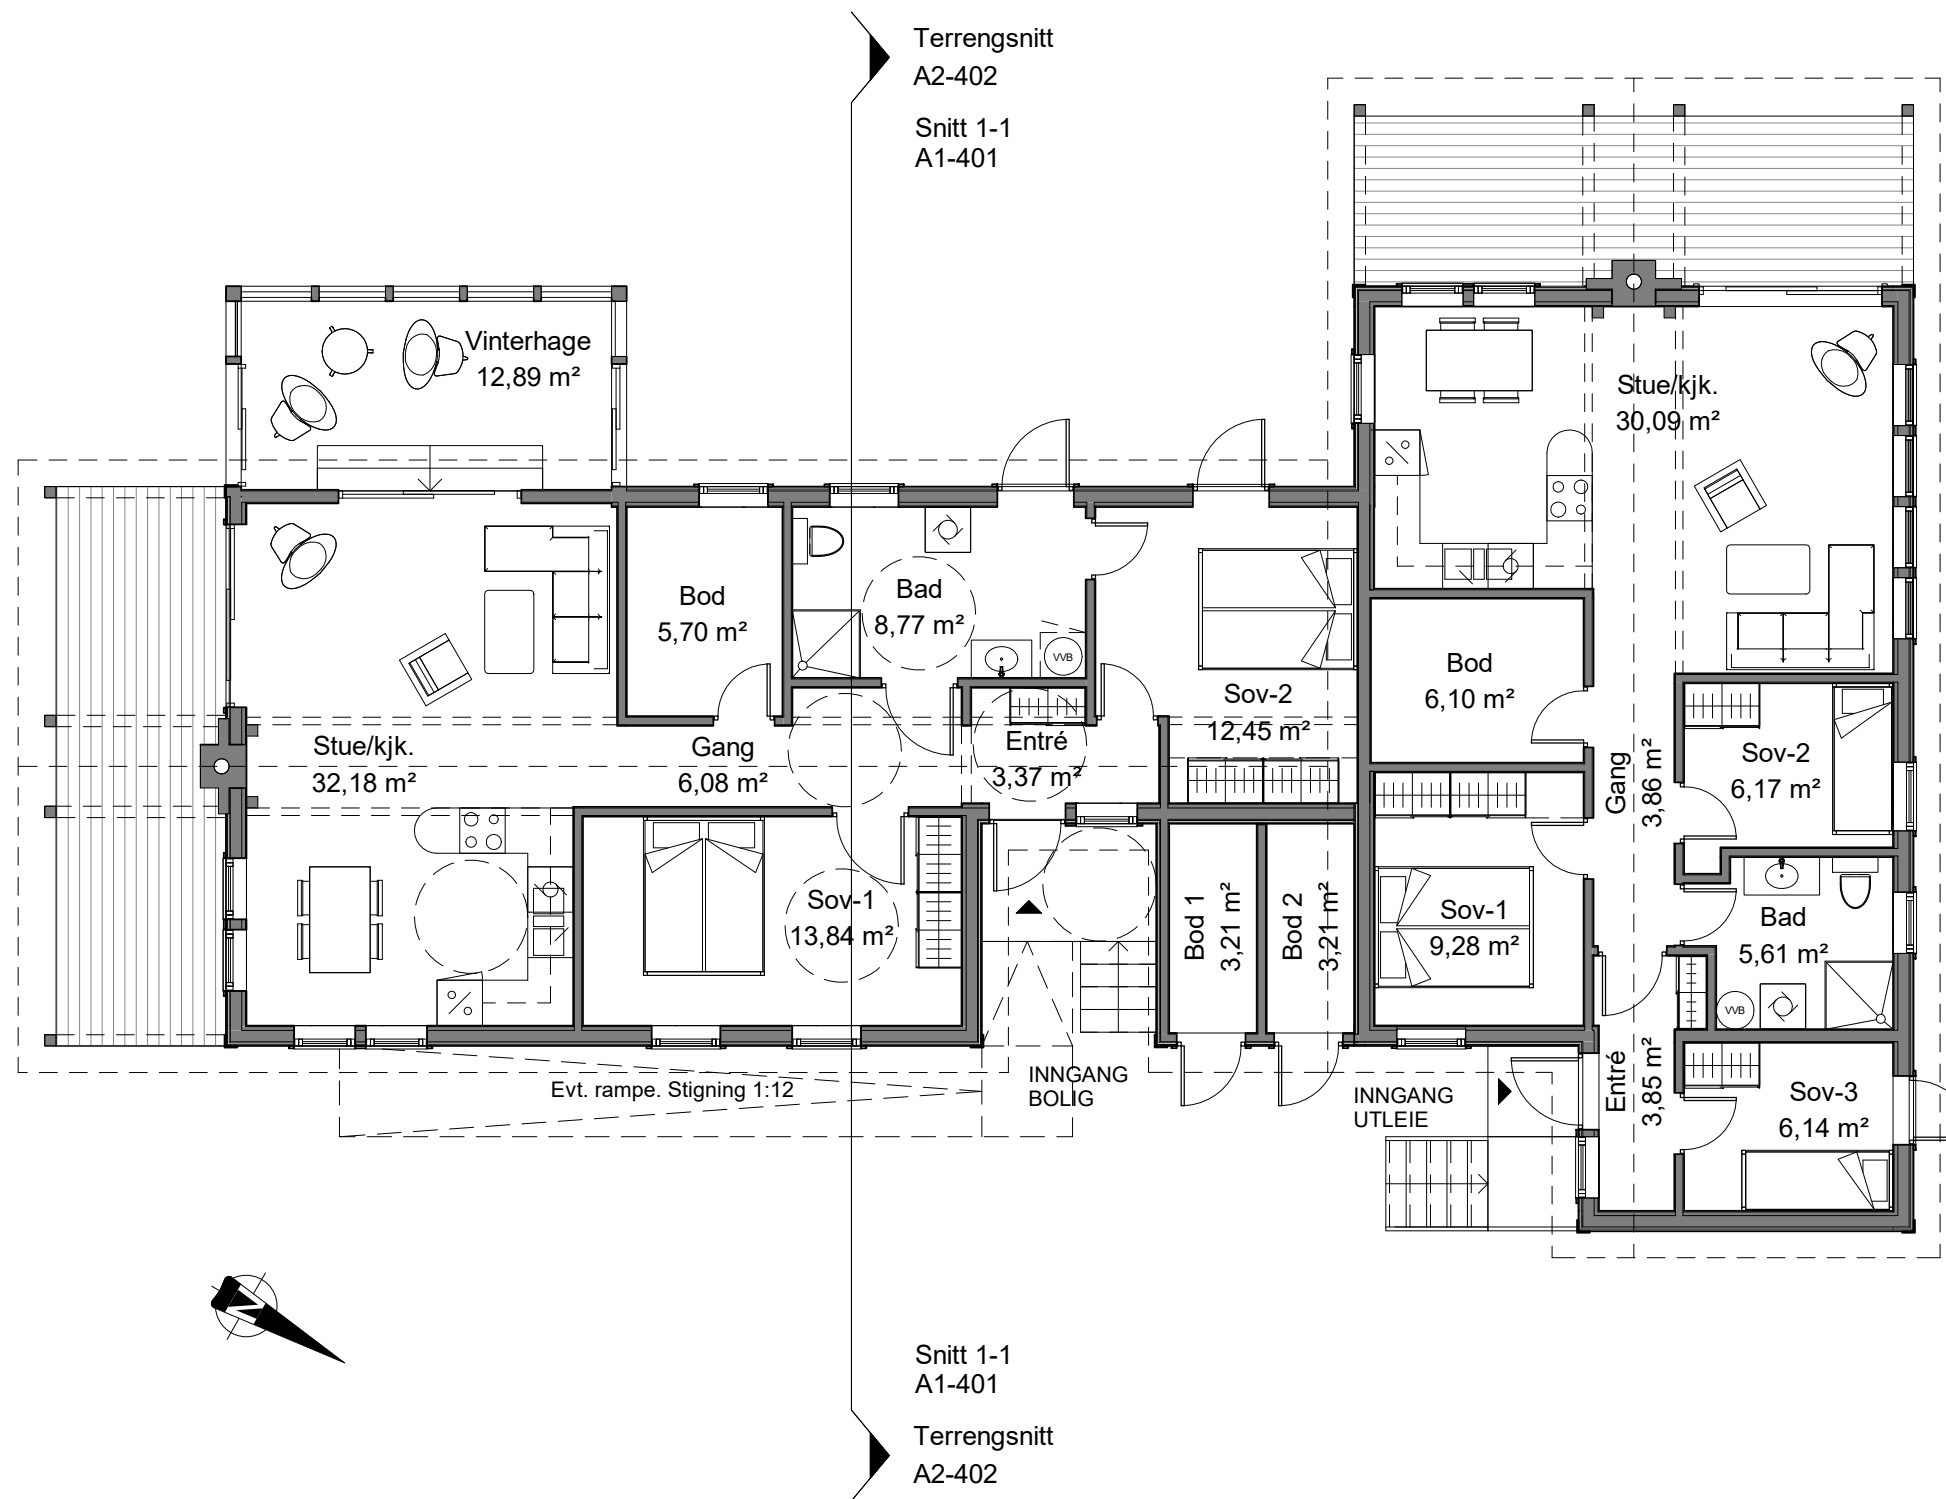 Terrengsnitt
A2-402
Snitt 1-1
A1-401
Vinterhage
12,89 m²
Stue/kjk.
30,09 m²
Bod
5,70 m²
Bad
8,77 m²
VVB
Sov-2
12,45 m²
Bod
6,10 m²
Stue/kjk.
32,18 m²
Gang
6,08 m²
Entré
3,37 m²
Gang
3,86 m²
Sov-2
6,17 m²
Sov-1
13,84 m²
Bod 1
3,21 m²
Bod 2
3,21 m²
Sov-1
9,28 m²
Bad
5,61 m²
VVB
Evt. rampe. Stigning 1:12
INNGANG
BOLIG
INNGANG
UTLEIE
Entré
3,85 m²
Sov-3
6,14 m²
N
Snitt 1-1
A1-401
Terrengsnitt
A2-402